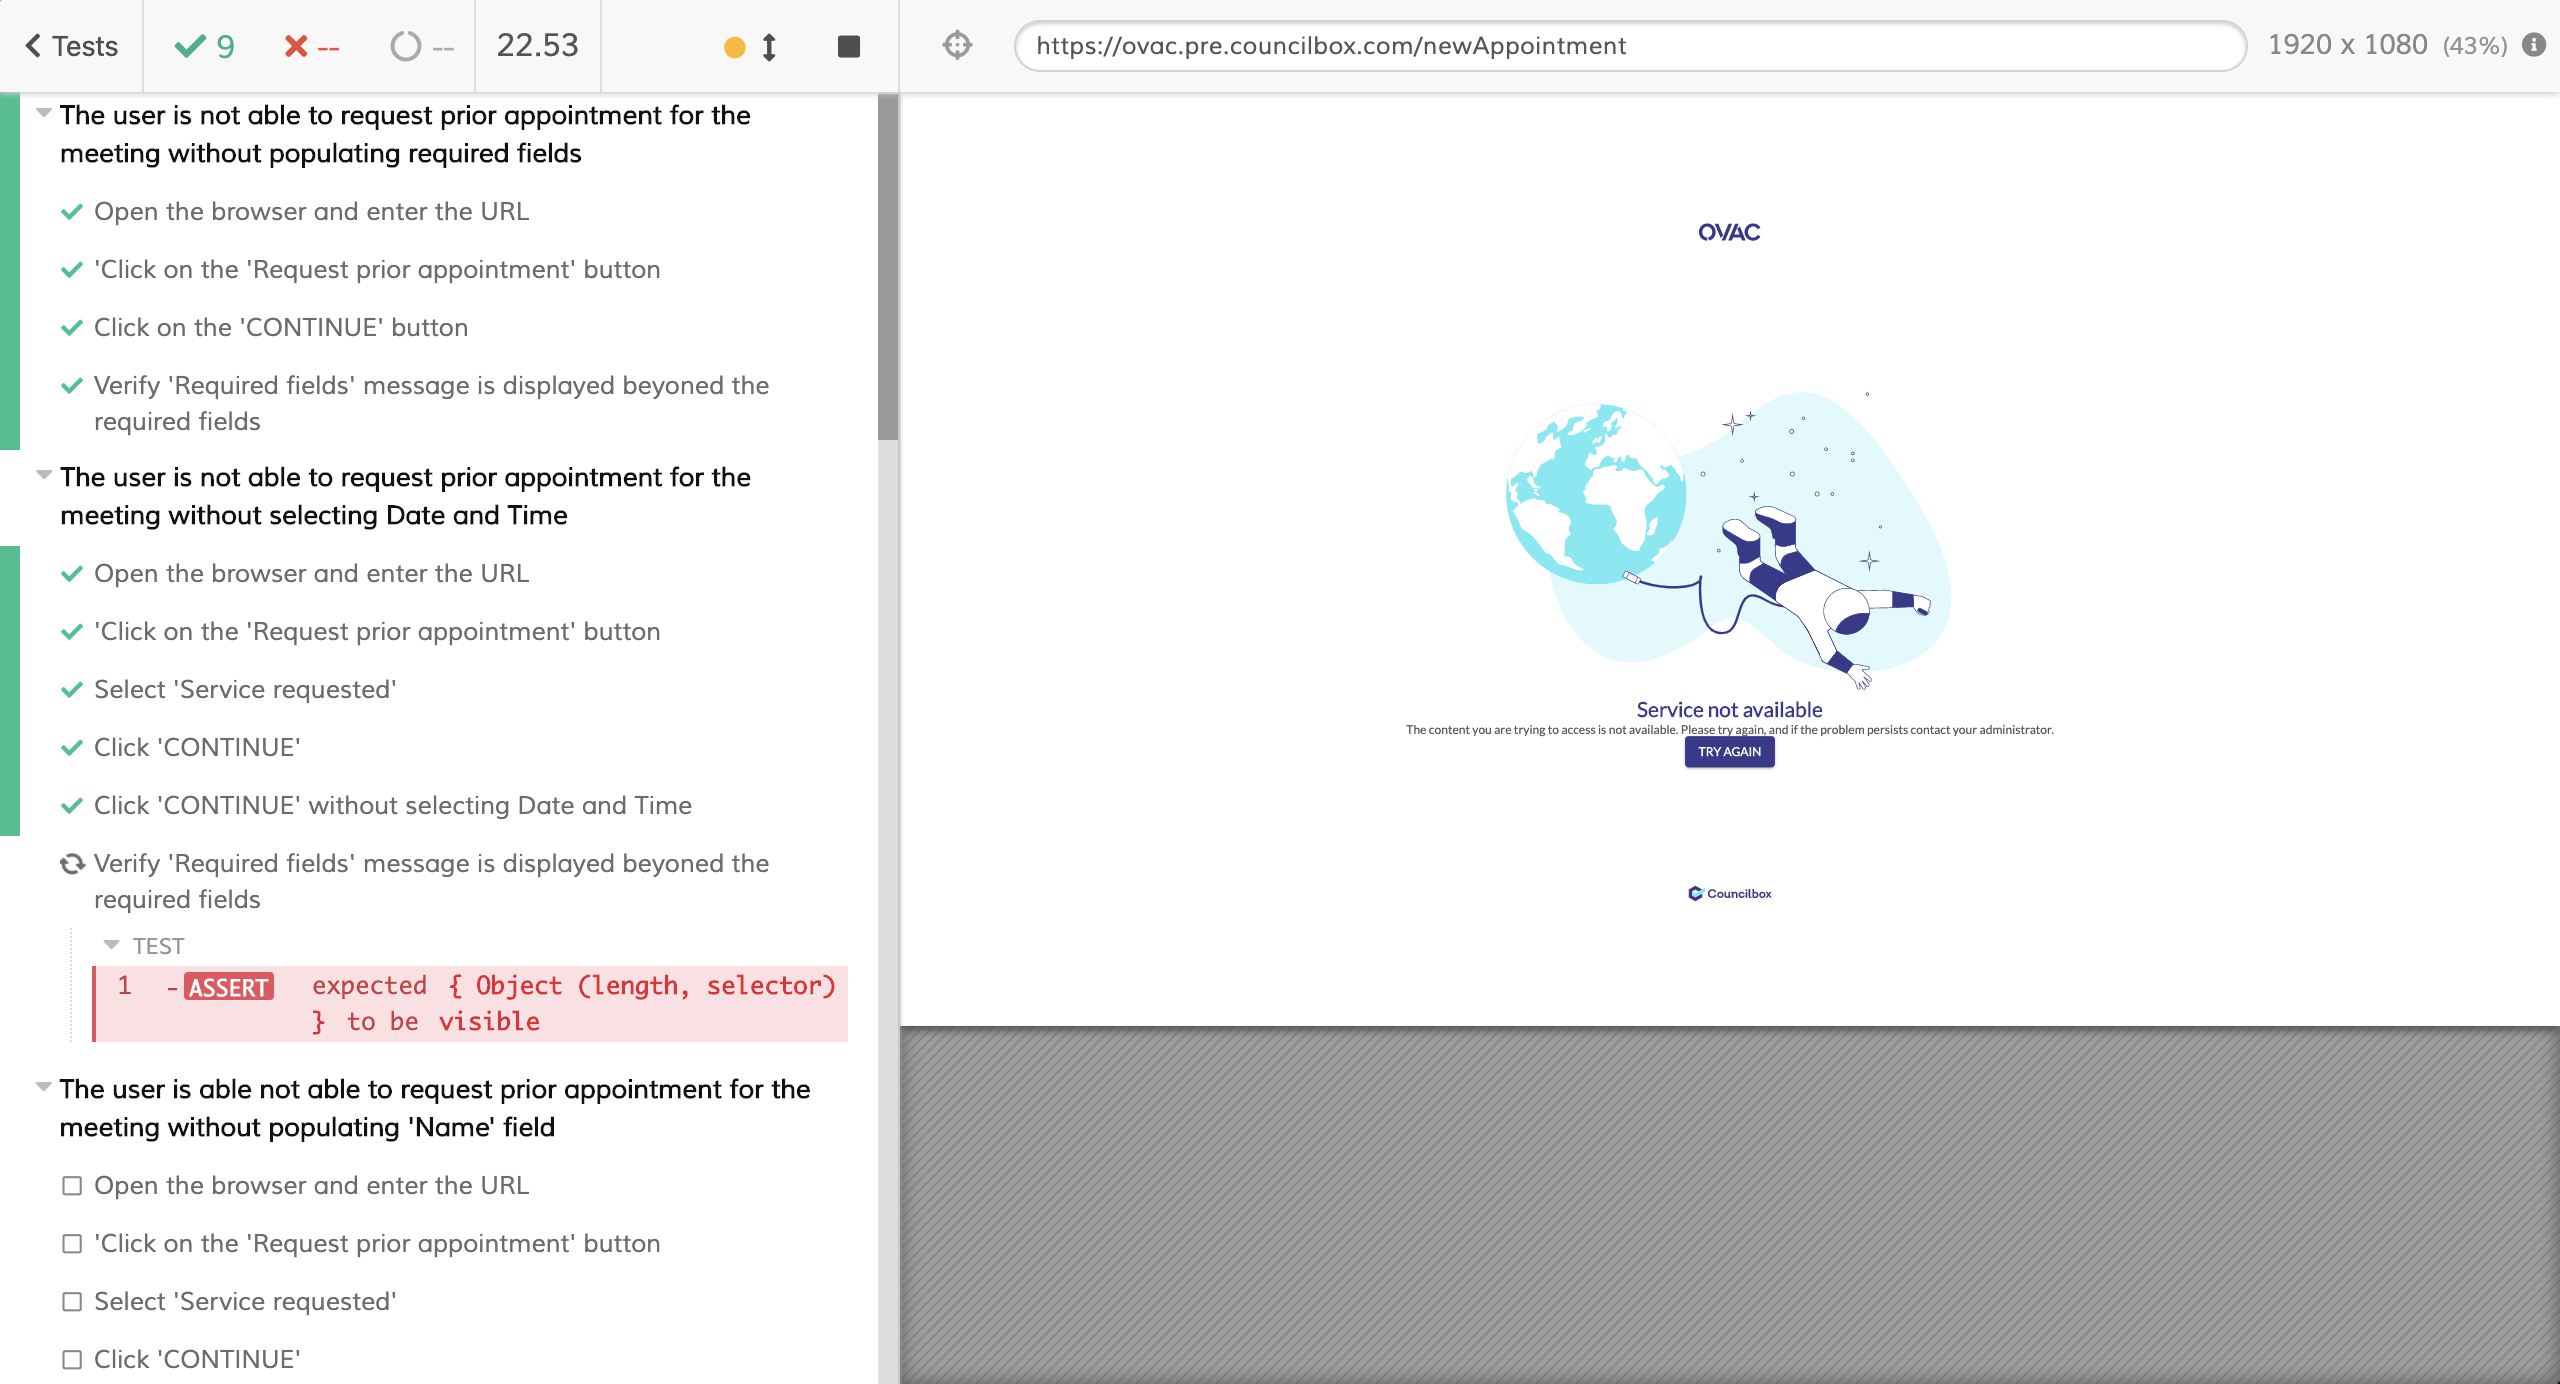 Tests
9
--
--
22.53
https://ovac.pre.councilbox.com/newAppointment
1920 x 1080 (43%)
The user is not able to request prior appointment for the
meeting without populating required fields
Open the browser and enter the URL
'Click on the 'Request prior appointment' button
Click on the 'CONTINUE' button
Verify 'Required fields' message is displayed beyoned the
required fields
The user is not able to request prior appointment for the
meeting without selecting Date and Time
Open the browser and enter the URL
'Click on the 'Request prior appointment' button
Select 'Service requested'
Click 'CONTINUE'
Click 'CONTINUE' without selecting Date and Time
Verify 'Required fields' message is displayed beyoned the
required fields
TEST
1 -ASSERT expected { Object (length, selector)
} to be visible
The user is able not able to request prior appointment for the
meeting without populating 'Name' field
Open the browser and enter the URL
'Click on the 'Request prior appointment' button
Select 'Service requested'
Click 'CONTINUE'
OVAC
Service not available
The content you are trying to access is not available. Please try again, and if the problem persists contact your administrator.
TRY AGAIN
Councilbox